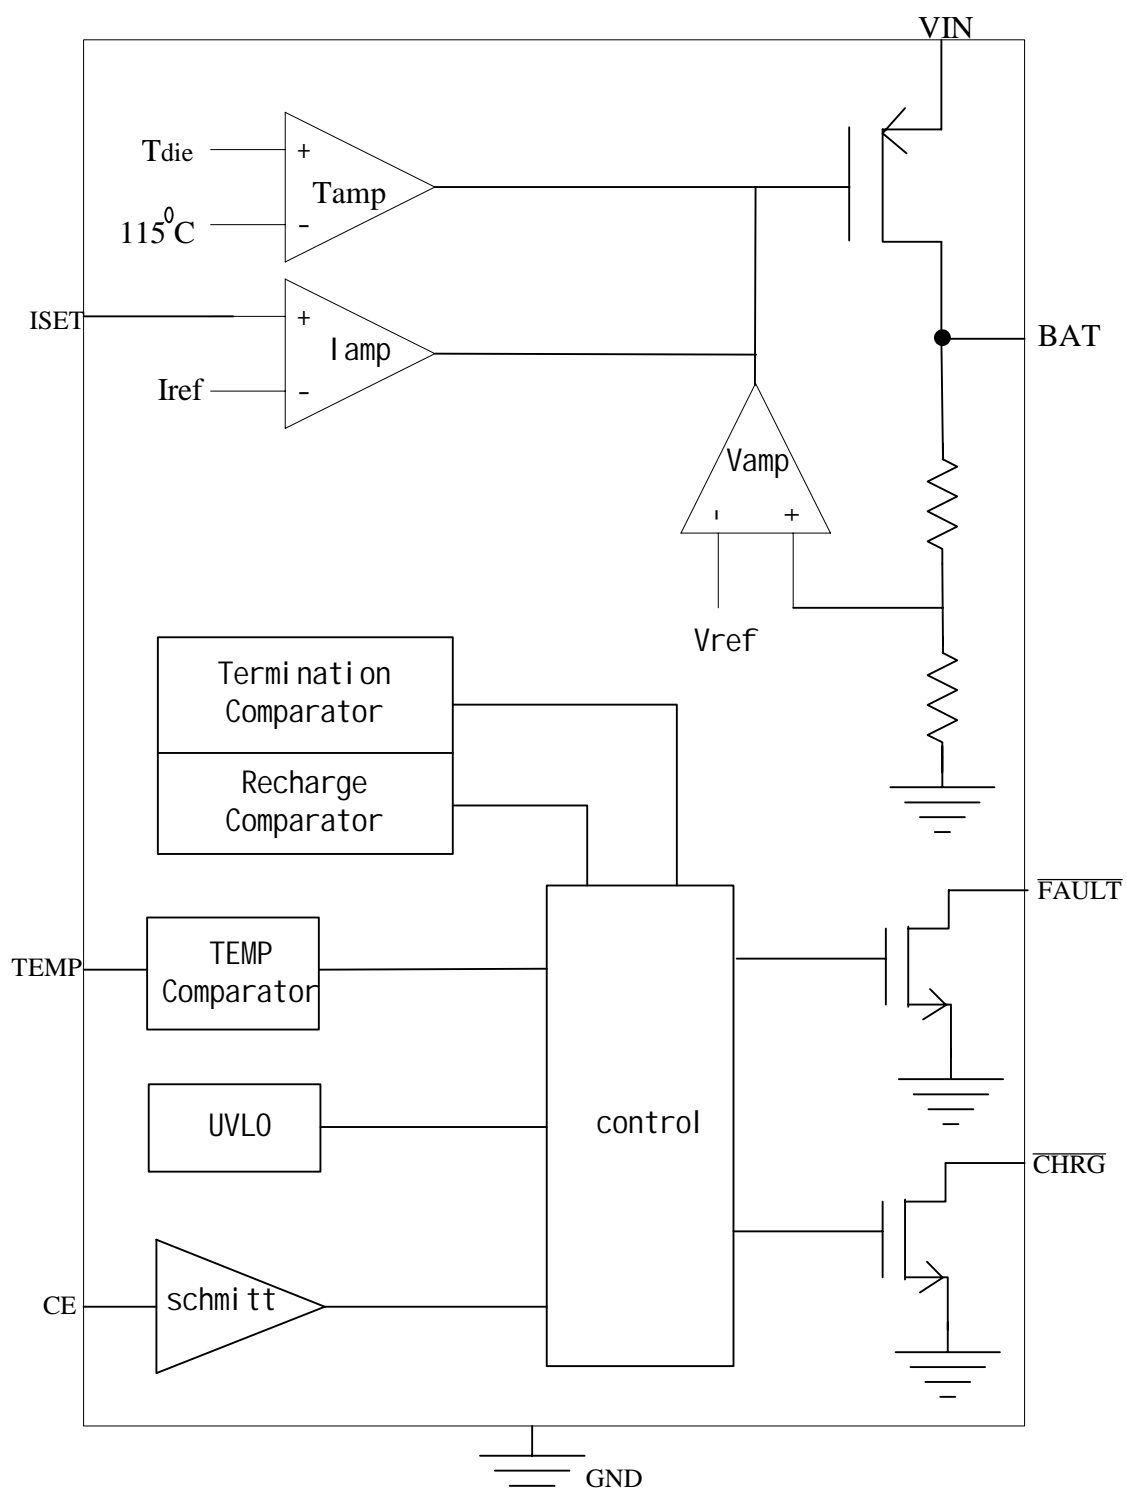 VIN
Tdie
+
Tamp
115⁰C
-
ISET
+
Iamp
BAT
Iref
-
Vamp
- +
Vref
Termination
Comparator
Recharge
Comparator
FAULT
TEMP
TEMP
Comparator
UVLO
control
CHRG
CE
schmitt
GND